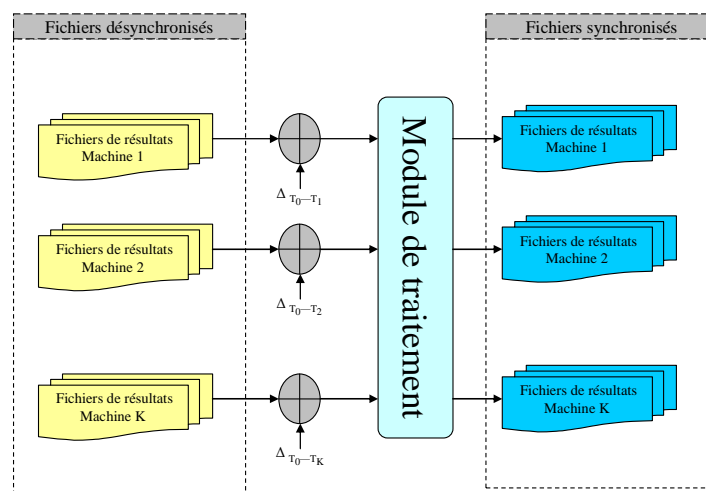 Fichiers désynchronisés
Fichiers synchronisés
Fichiers de résultats
Machine 1
Δ T0—T1
Fichiers de résultats
Machine 1
Fichiers de résultats
Machine 2
Δ T0—T2
Fichiers de résultats
Machine 2
Module de traitement
Fichiers de résultats
Machine K
Δ T0—TK
Fichiers de résultats
Machine K